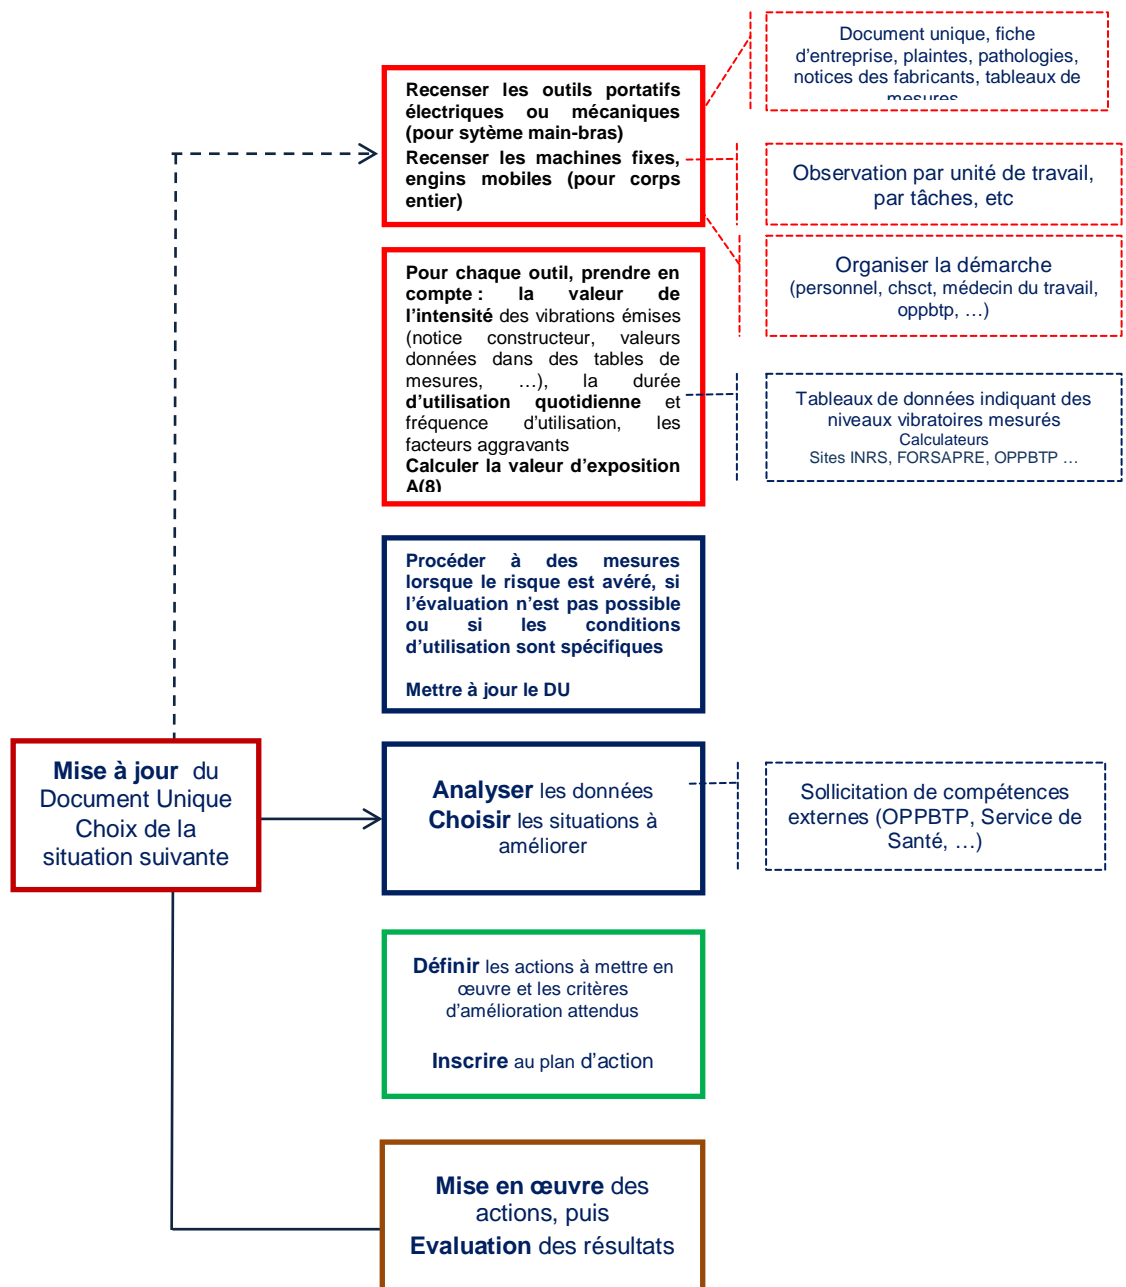 Document unique, fiche
d’entreprise, plaintes, pathologies,
notices des fabricants, tableaux de
mesures
Recenser les outils portatifs
électriques ou mécaniques
(pour sytème main-bras)
Recenser les machines fixes,
engins mobiles (pour corps
entier)
Observation par unité de travail,
par tâches, etc
Organiser la démarche
(personnel, chsct, médecin du travail,
oppbtp, …)
Pour chaque outil, prendre en
compte : la valeur de
l’intensité des vibrations émises
(notice constructeur, valeurs
données dans des tables de
mesures, …), la durée
d’utilisation quotidienne et
fréquence d’utilisation, les
facteurs aggravants
Calculer la valeur d’exposition
A(8)
Tableaux de données indiquant des
niveaux vibratoires mesurés
Calculateurs
Sites INRS, FORSAPRE, OPPBTP …
Procéder à des mesures
lorsque le risque est avéré, si
l’évaluation n’est pas possible
ou si les conditions
d’utilisation sont spécifiques
Mettre à jour le DU
Mise à jour du
Document Unique
Choix de la
situation suivante
Analyser les données
Choisir les situations à
améliorer
Sollicitation de compétences
externes (OPPBTP, Service de
Santé, …)
Définir les actions à mettre en
œuvre et les critères
d’amélioration attendus
Inscrire au plan d’action
Mise en œuvre des
actions, puis
Evaluation des résultats